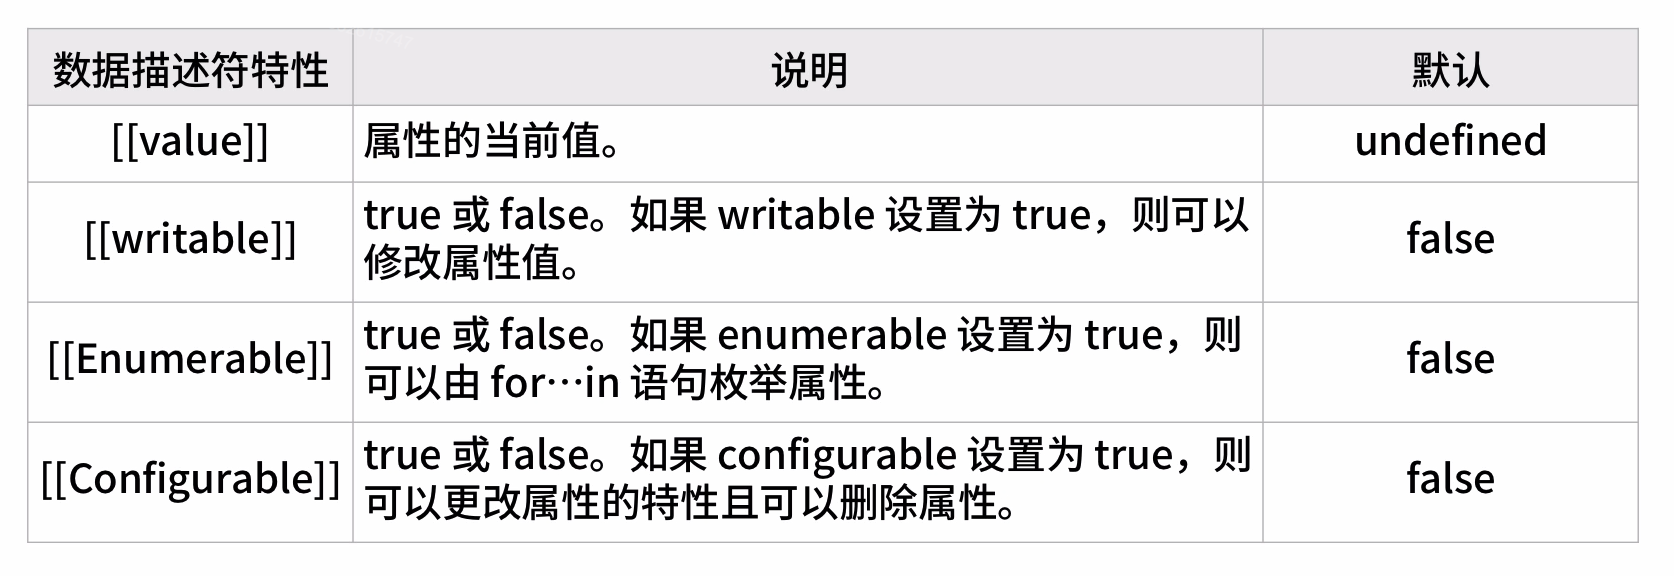 数据描述符特性 说明 默认
[[value]] 属性的当前值。 undefined
true 或 false。如果 writable 设置为 true，则可以
[[writable]] false
修改属性值。
true 或 false。如果 enumerable 设置为 true，则
[[Enumerable]] false
可以由 for…in 语句枚举属性。
true 或 false。如果 configurable 设置为 true，则
[[Configurable]] false
可以更改属性的特性且可以删除属性。